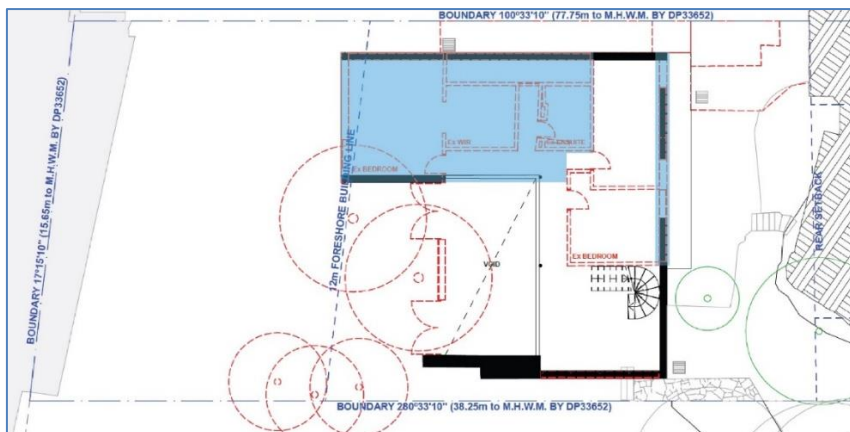 BOUNDARY 100°33'10" (77.75m to M.H.W.M. BY DP33652)
BOUNDARY 17°15'10" (15.65m to M.H.W.M. BY DP33652)
12m FORESHORE BUILDING LINE
Ex WIR
Ex ENSUITE
Ex BEDROOM
Ex BEDROOM
VOID
REAR SETBACK
BOUNDARY 280°33'10" (38.25m to M.H.W.M. BY DP33652)